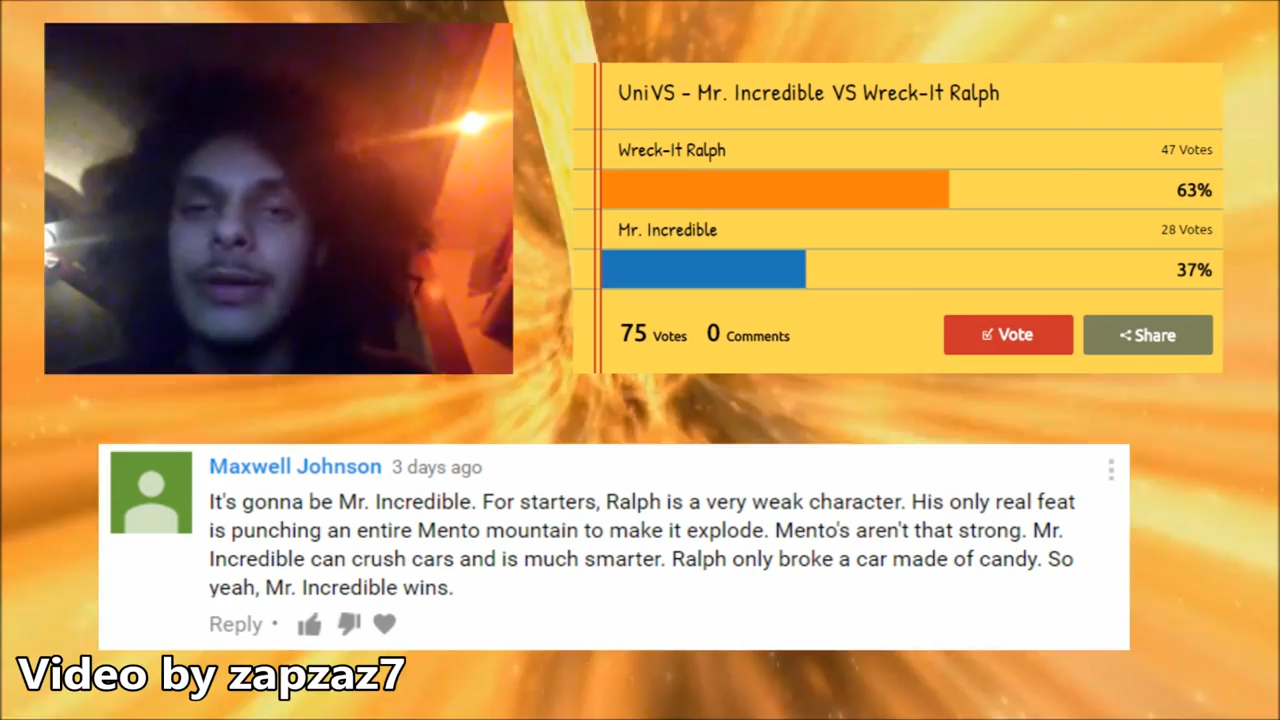 UniVS - Mr. Incredible VS Wreck-It Ralph
Wreck-It Ralph 47 Votes
63%
Mr. Incredible 28 Votes
37%
75 Votes 0 Comments Vote Share
Maxwell Johnson 3 days ago
It's gonna be Mr. Incredible. For starters, Ralph is a very weak character. His only real feat
is punching an entire Mento mountain to make it explode. Mento's aren't that strong. Mr.
Incredible can crush cars and is much smarter. Ralph only broke a car made of candy. So
yeah, Mr. Incredible wins.
Reply •
Video by zapzaz7